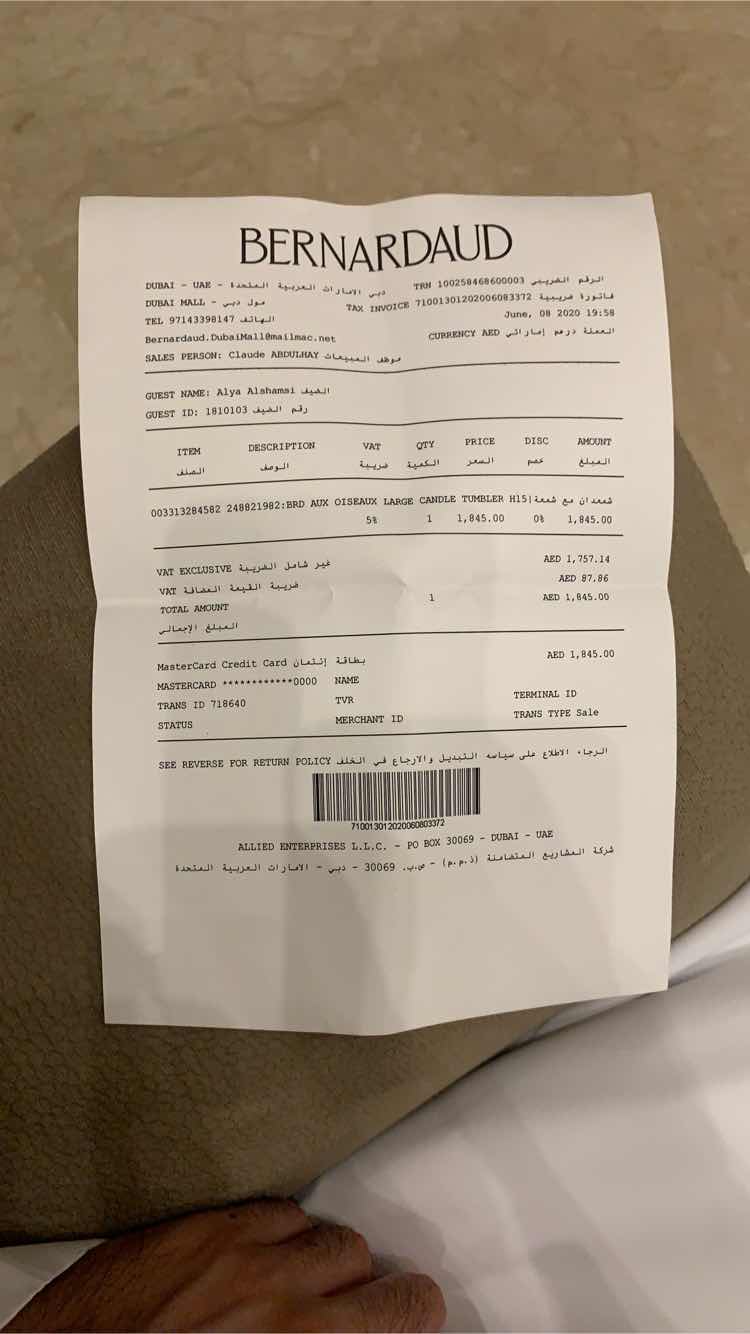 BERNARDAUD
DUBAI - UAE - دبي الامارات العربية المتحدة
TRN 100258468600003 الرقم الضريبي
DUBAI MALL - مول دبي
TAX INVOICE 71001301202006083372 فاتورة ضريبية
TEL 97143398147 الهاتف
June, 08 2020 19:58
Bernardaud.DubaiMall@mailmac.net
CURRENCY AED العملة درهم إماراتي
SALES PERSON: Claude ABDULHAY موظف المبيعات
GUEST NAME: Alya Alshamsi الضيف
GUEST ID: 1810103 رقم الضيف
ITEM DESCRIPTION VAT QTY PRICE DISC AMOUNT
الصنف الوصف ضريبة الكمية السعر خصم المبلغ
003313284582 248821982:BRD AUX OISEAUX LARGE CANDLE TUMBLER H15|شمعدان مع شمعة
5% 1 1,845.00 0% 1,845.00
VAT EXCLUSIVE غير شامل الضريبة AED 1,757.14
VAT ضريبة القيمة المضافة AED 87.86
TOTAL AMOUNT 1 AED 1,845.00
المبلغ الإجمالي
MasterCard Credit Card بطاقة إئتمان AED 1,845.00
MASTERCARD ************0000 NAME
TRANS ID 718640 TVR TERMINAL ID
STATUS MERCHANT ID TRANS TYPE Sale
SEE REVERSE FOR RETURN POLICY الرجاء الاطلاع على سياسه التبديل والارجاع في الخلف
710013012020060803372
ALLIED ENTERPRISES L.L.C. - PO BOX 30069 - DUBAI - UAE
شركة المشاريع المتضامنة (ذ.م.م) - ص.ب. 30069 - دبي - الامارات العربية المتحدة